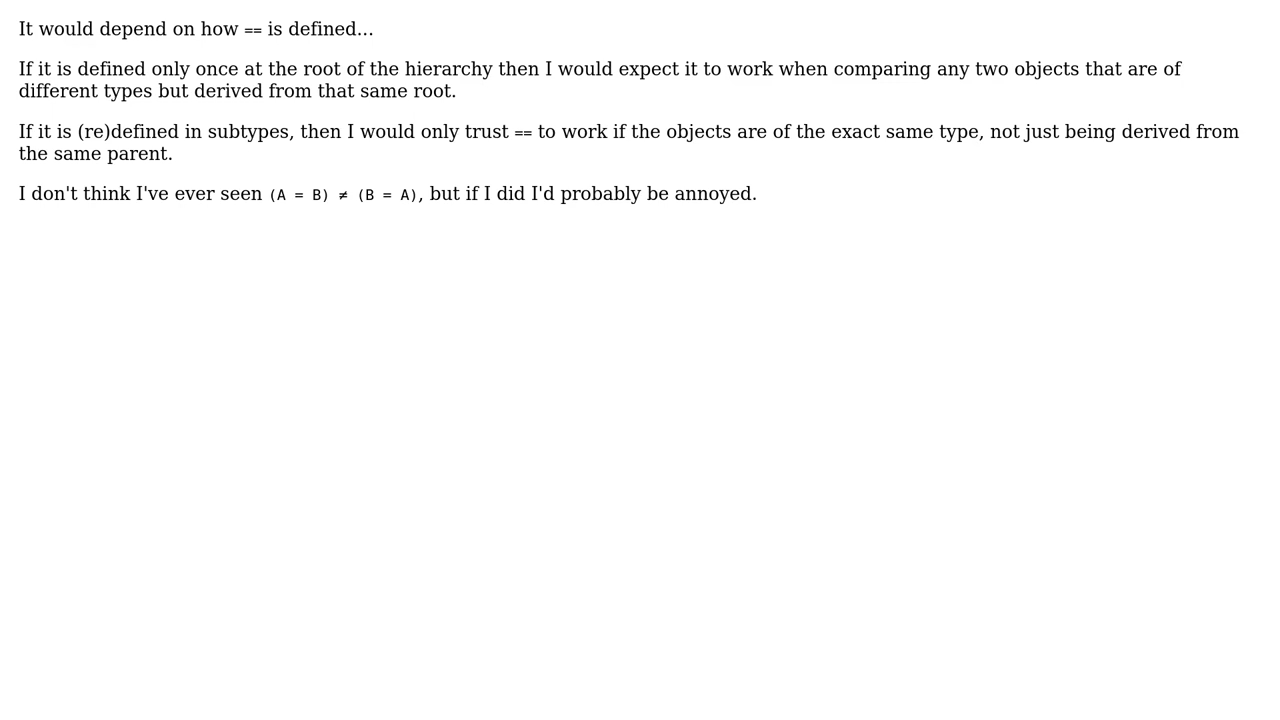 It would depend on how == is defined...
If it is defined only once at the root of the hierarchy then I would expect it to work when comparing any two objects that are of
different types but derived from that same root.
If it is (re)defined in subtypes, then I would only trust == to work if the objects are of the exact same type, not just being derived from
the same parent.
I don't think I've ever seen (A = B) ≠ (B = A), but if I did I'd probably be annoyed.